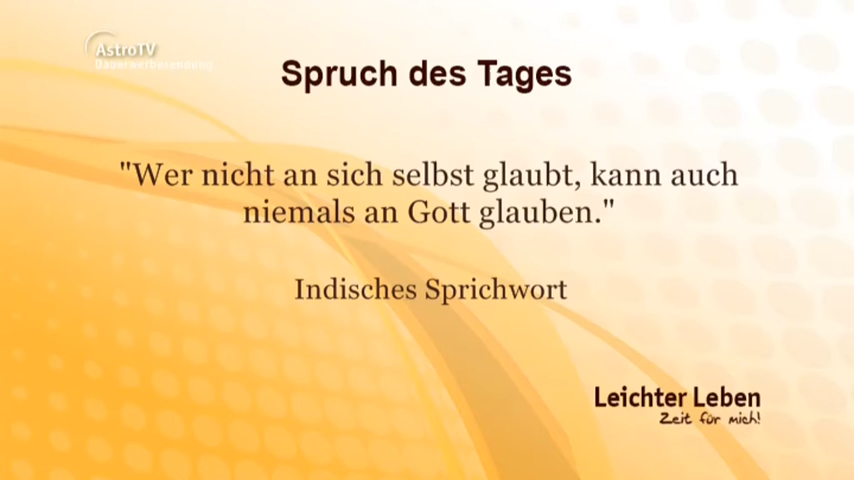 AstroTV
Dauerwerbesendung
Spruch des Tages
"Wer nicht an sich selbst glaubt, kann auch
niemals an Gott glauben."
Indisches Sprichwort
Leichter Leben
Zeit für mich!